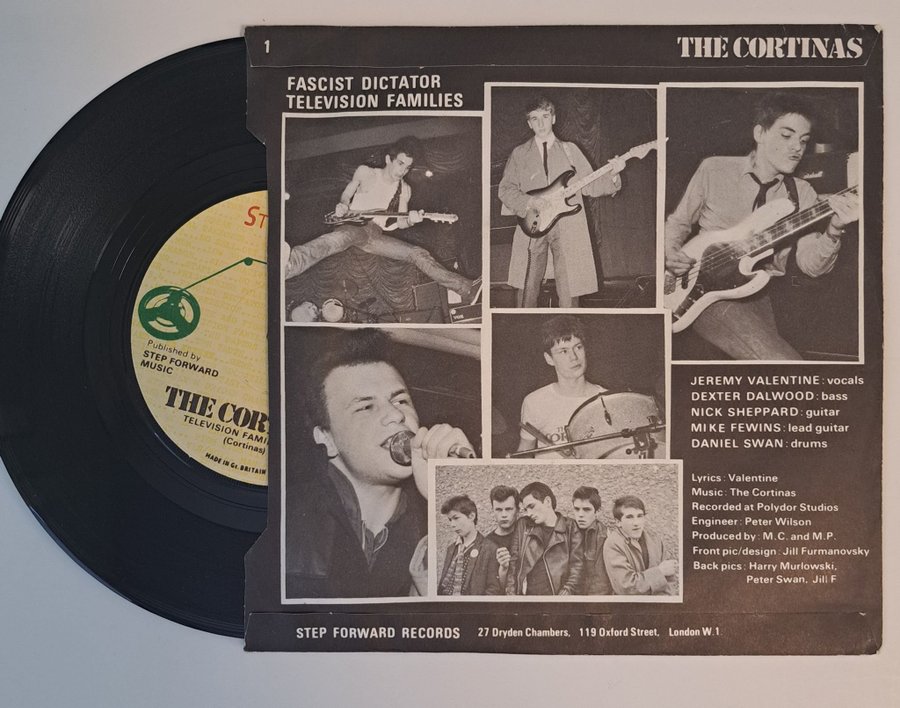 1
THE CORTINAS
FASCIST DICTATOR
TELEVISION FAMILIES
JEREMY VALENTINE: vocals
DEXTER DALWOOD: bass
NICK SHEPPARD: guitar
MIKE FEWINS: lead guitar
DANIEL SWAN: drums
Lyrics: Valentine
Music: The Cortinas
Recorded at Polydor Studios
Engineer: Peter Wilson
Produced by: M.C. and M.P.
Front pic/design: Jill Furmanovsky
Back pics: Harry Murlowski,
Peter Swan, Jill F
STEP FORWARD RECORDS 27 Dryden Chambers, 119 Oxford Street, London W.1.
ST
Published by
STEP FORWARD
MUSIC
THE COR
TELEVISION FAMI
(Cortinas)
MADE IN Gt. BRITAIN